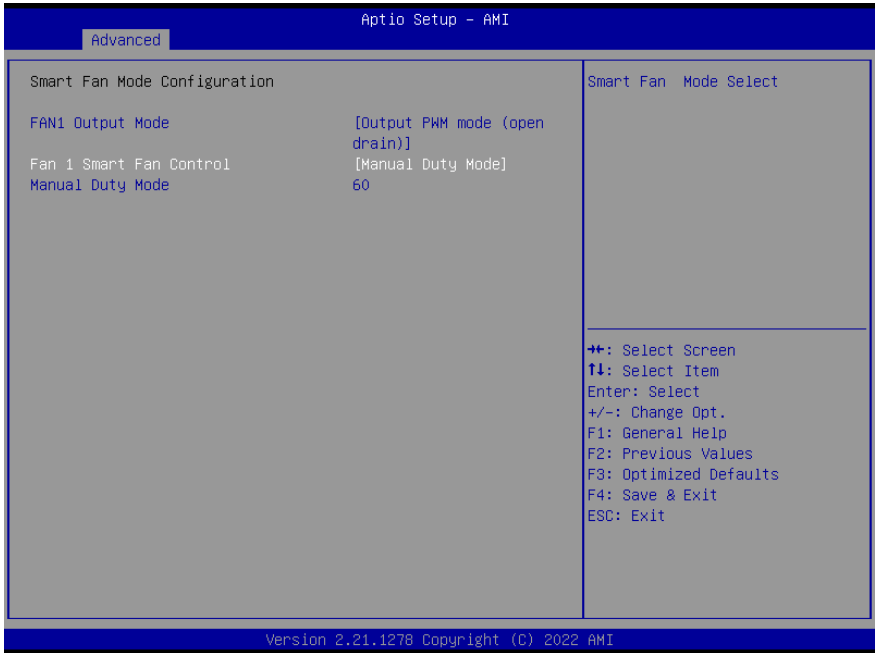 Aptio Setup – AMI
Advanced
Smart Fan Mode Configuration
FAN1 Output Mode [Output PWM mode (open
drain)]
Fan 1 Smart Fan Control [Manual Duty Mode]
Manual Duty Mode 60
Smart Fan  Mode Select
→←: Select Screen
↑↓: Select Item
Enter: Select
+/-: Change Opt.
F1: General Help
F2: Previous Values
F3: Optimized Defaults
F4: Save & Exit
ESC: Exit
Version 2.21.1278 Copyright (C) 2022 AMI